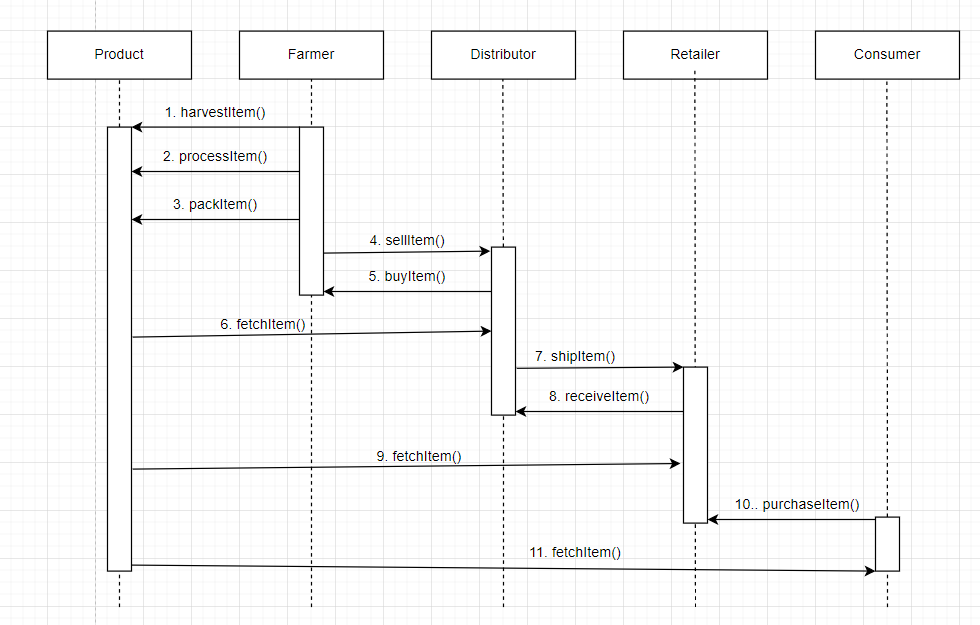 Product
Farmer
Distributor
Retailer
Consumer
1. harvestItem()
2. processItem()
3. packItem()
4. sellItem()
5. buyItem()
6. fetchItem()
7. shipItem()
8. receiveItem()
9. fetchItem()
10.. purchaseItem()
11. fetchItem()